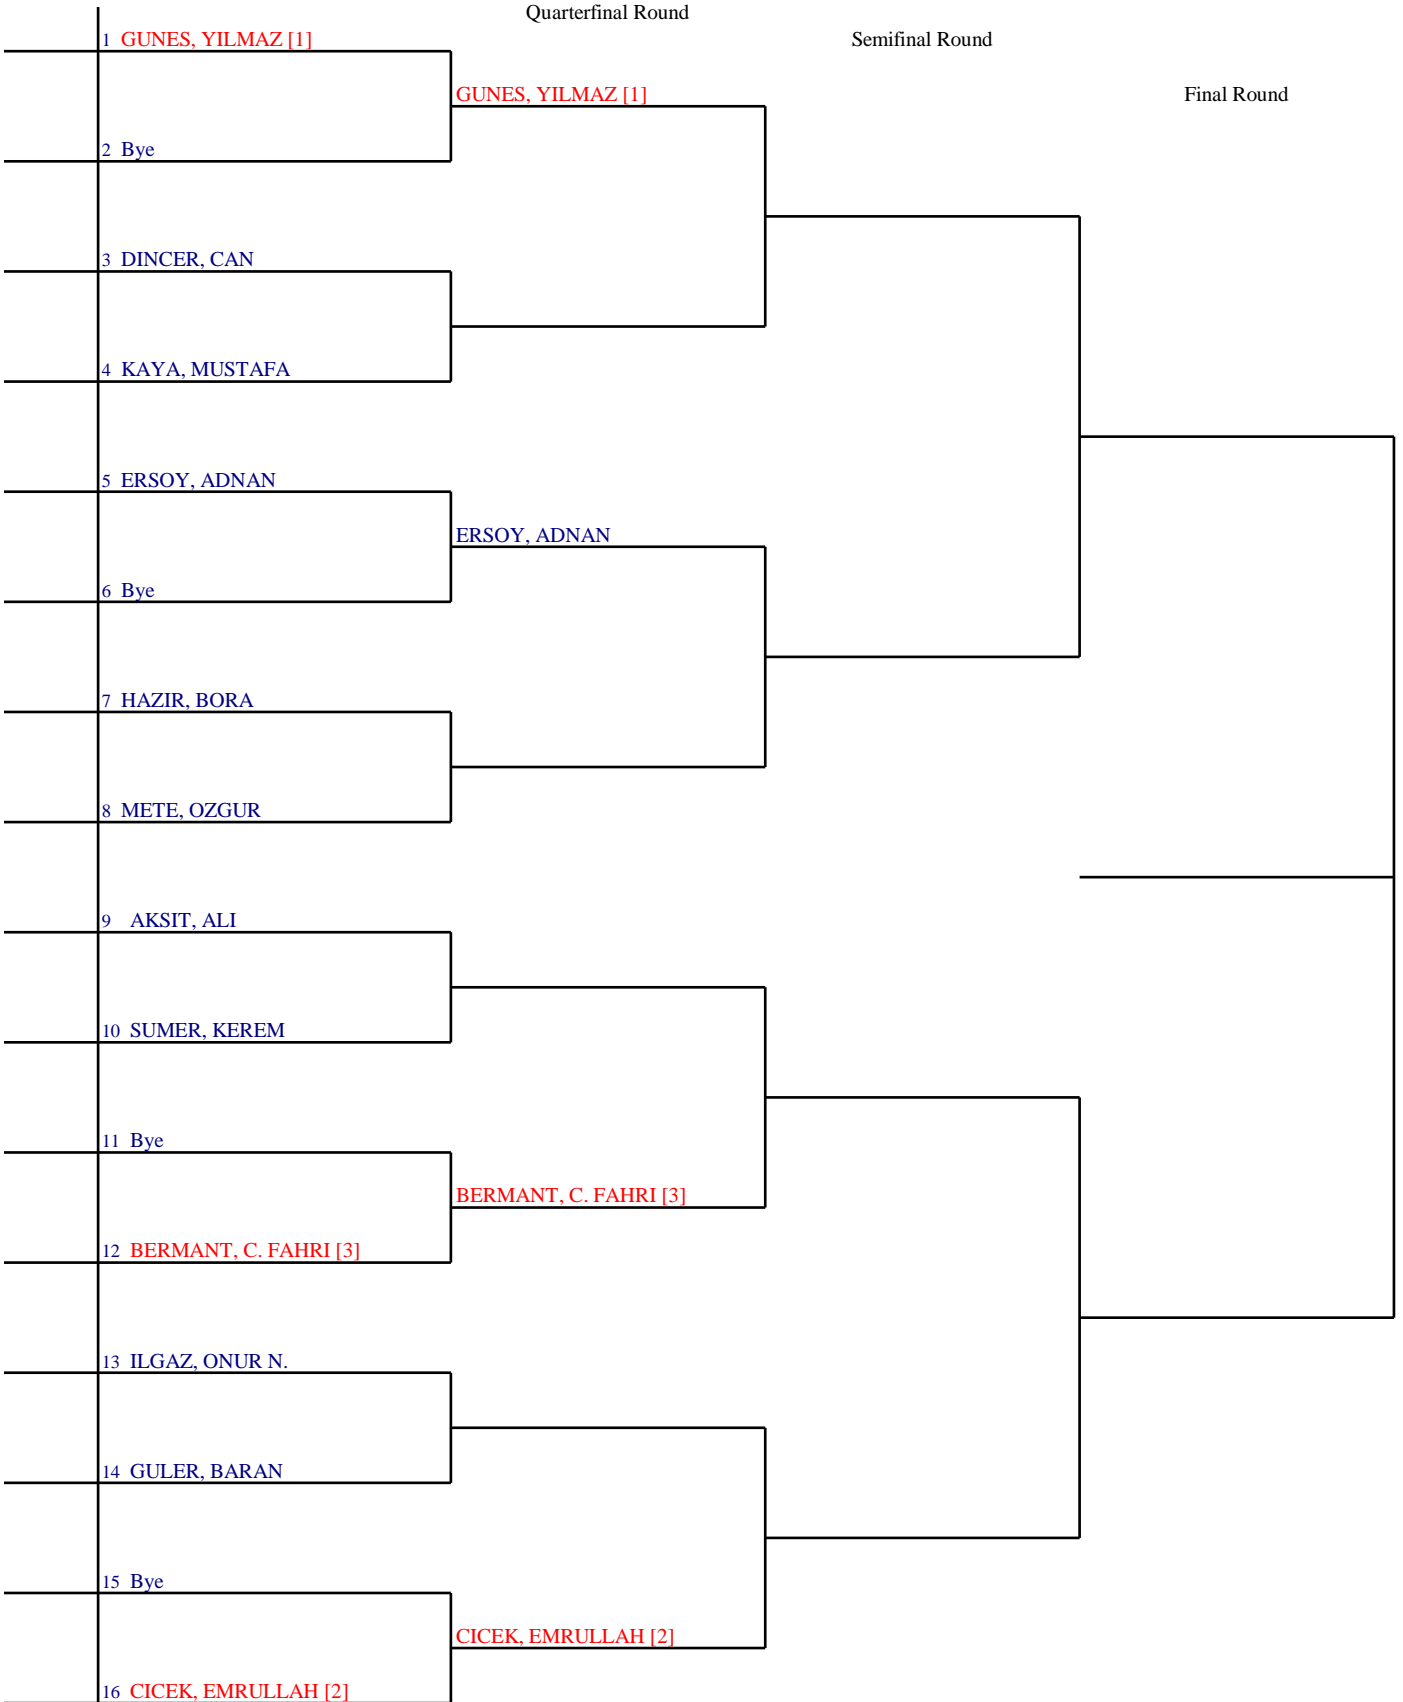 Quarterfinal Round
1 GUNES, YILMAZ [1]
Semifinal Round
GUNES, YILMAZ [1]
Final Round
2 Bye
3 DINCER, CAN
4 KAYA, MUSTAFA
5 ERSOY, ADNAN
ERSOY, ADNAN
6 Bye
7 HAZIR, BORA
8 METE, OZGUR
9 AKSIT, ALI
10 SUMER, KEREM
11 Bye
BERMANT, C. FAHRI [3]
12 BERMANT, C. FAHRI [3]
13 ILGAZ, ONUR N.
14 GULER, BARAN
15 Bye
CICEK, EMRULLAH [2]
16 CICEK, EMRULLAH [2]